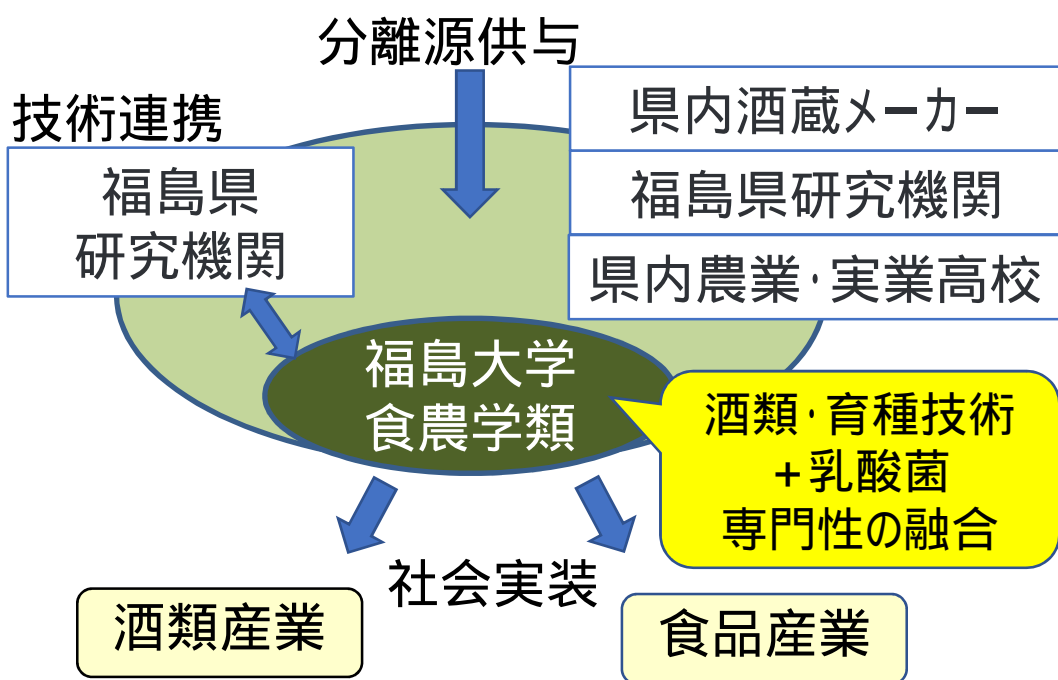 分離源供与
技術連携
福島県
研究機関
県内酒蔵メーカー
福島県研究機関
県内農業・実業高校
福島大学
食農学類
酒類・育種技術
+乳酸菌
専門性の融合
社会実装
酒類産業
食品産業